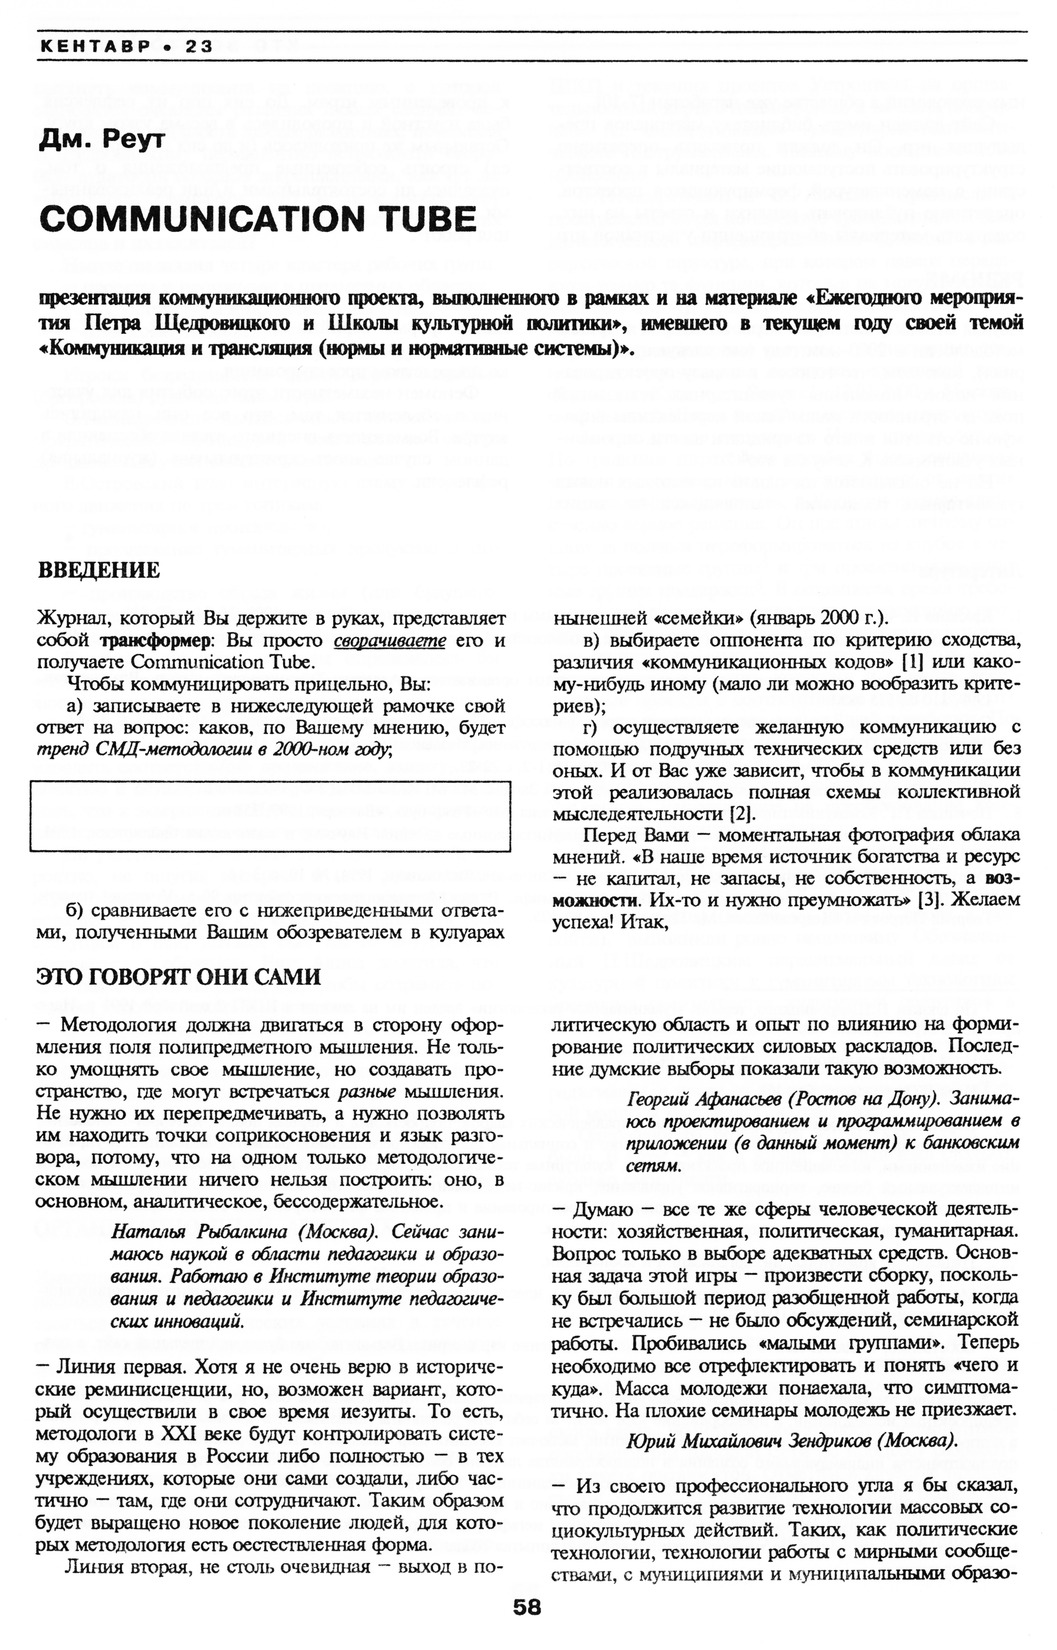 КЕНТАВР • 23
Дм. Реут
COMMUNICATION TUBE
презентация коммуникационного проекта, выполненного в рамках и на материале «Ежегодного мероприя-
тия Петра Щедровицкого и Школы культурной политики», имевшего в текущем году своей темой
«Коммуникация и трансляция (нормы и нормативные системы)».
ВВЕДЕНИЕ
Журнал, который Вы держите в руках, представляет
собой трансформер: Вы просто сворачиваете его и
получаете Communication Tube.
Чтобы коммуницировать прицельно, Вы:
а) записываете в нижеследующей рамочке свой
ответ на вопрос: каков, по Вашему мнению, будет
тренд СМД-методологии в 2000-ном году;
б) сравниваете его с нижеприведенными ответа-
ми, полученными Вашим обозревателем в кулуарах
нынешней «семейки» (январь 2000 г.).
в) выбираете оппонента по критерию сходства,
различия «коммуникационных кодов» [1] или како-
му-нибудь иному (мало ли можно вообразить крите-
риев);
г) осуществляете желанную коммуникацию с
помощью подручных технических средств или без
оных. И от Вас уже зависит, чтобы в коммуникации
этой реализовалась полная схемы коллективной
мыследеятельности [2].
Перед Вами — моментальная фотография облака
мнений. «В наше время источник богатства и ресурс
— не капитал, не запасы, не собственность, а воз-
можности. Их-то и нужно преумножать» [3]. Желаем
успеха! Итак,
ЭТО ГОВОРЯТ ОНИ САМИ
— Методология должна двигаться в сторону офор-
мления поля полипредметного мышления. Не толь-
ко умощнять свое мышление, но создавать про-
странство, где могут встречаться разные мышления.
Не нужно их перепредмечивать, а нужно позволять
им находить точки соприкосновения и язык разго-
вора, потому, что на одном только методологиче-
ском мышлении ничего нельзя построить: оно, в
основном, аналитическое, бессодержательное.
Наталья Рыбалкина (Москва). Сейчас зани-
маюсь наукой в области педагогики и образо-
вания. Работаю в Институте теории образо-
вания и педагогики и Институте педагогиче-
ских инноваций.
— Линия первая. Хотя я не очень верю в историче-
ские реминисценции, но, возможен вариант, кото-
рый осуществили в свое время иезуиты. То есть,
методологи в XXI веке будут контролировать систе-
му образования в России либо полностью — в тех
учреждениях, которые они сами создали, либо час-
тично — там, где они сотрудничают. Таким образом
будет выращено новое поколение людей, для кото-
рых методология есть оестествленная форма.
Линия вторая, не столь очевидная — выход в по-
литическую область и опыт по влиянию на форми-
рование политических силовых раскладов. Послед-
ние думские выборы показали такую возможность.
Георгий Афанасьев (Ростов на Дону). Занима-
юсь проектированием и программированием в
приложении (в данный момент) к банковским
сетям.
— Думаю — все те же сферы человеческой деятель-
ности: хозяйственная, политическая, гуманитарная.
Вопрос только в выборе адекватных средств. Основ-
ная задача этой игры — произвести сборку, посколь-
ку был большой период разобщенной работы, когда
не встречались — не было обсуждений, семинарской
работы. Пробивались «малыми группами». Теперь
необходимо все отрефлектировать и понять «чего и
куда». Масса молодежи понаехала, что симптома-
тично. На плохие семинары молодежь не приезжает.
Юрий Михайлович Зендриков (Москва).
— Из своего профессионального угла я бы сказал,
что продолжится развитие технологии массовых со-
циокультурных действий. Таких, как политические
технологии, технологии работы с мирными сообще-
ствами, с муниципиями и муниципальными образо-
58